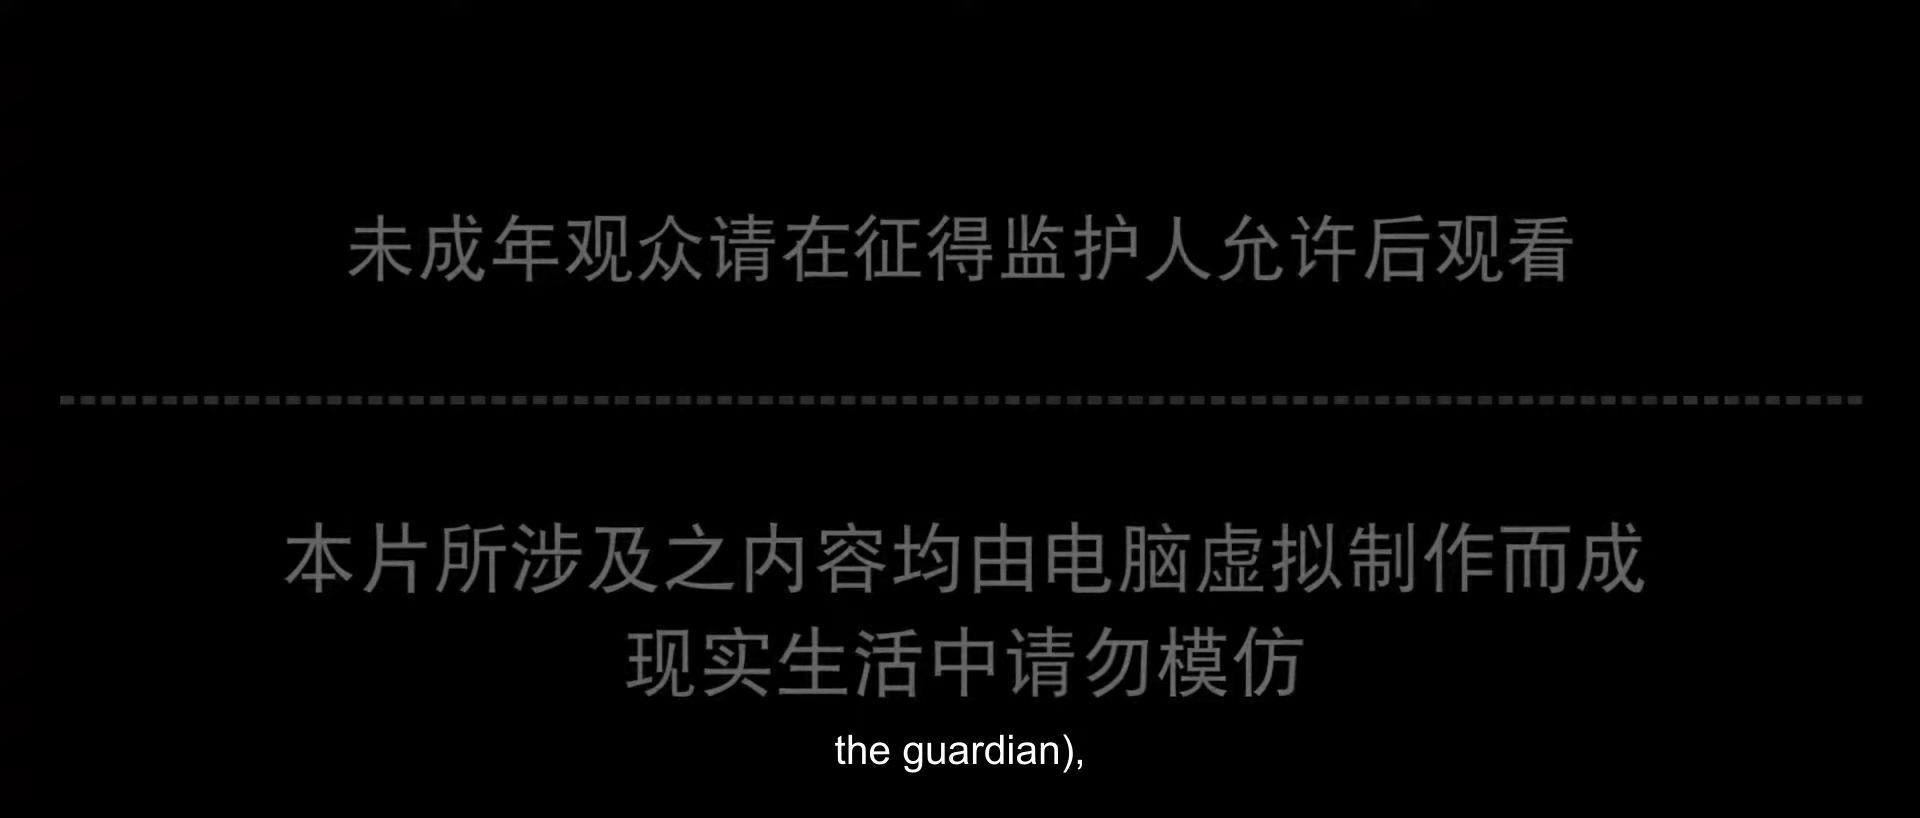 未成年观众请在征得监护人允许后观看
本片所涉及之内容均由电脑虚拟制作而成
现实生活中请勿模仿
the guardian),